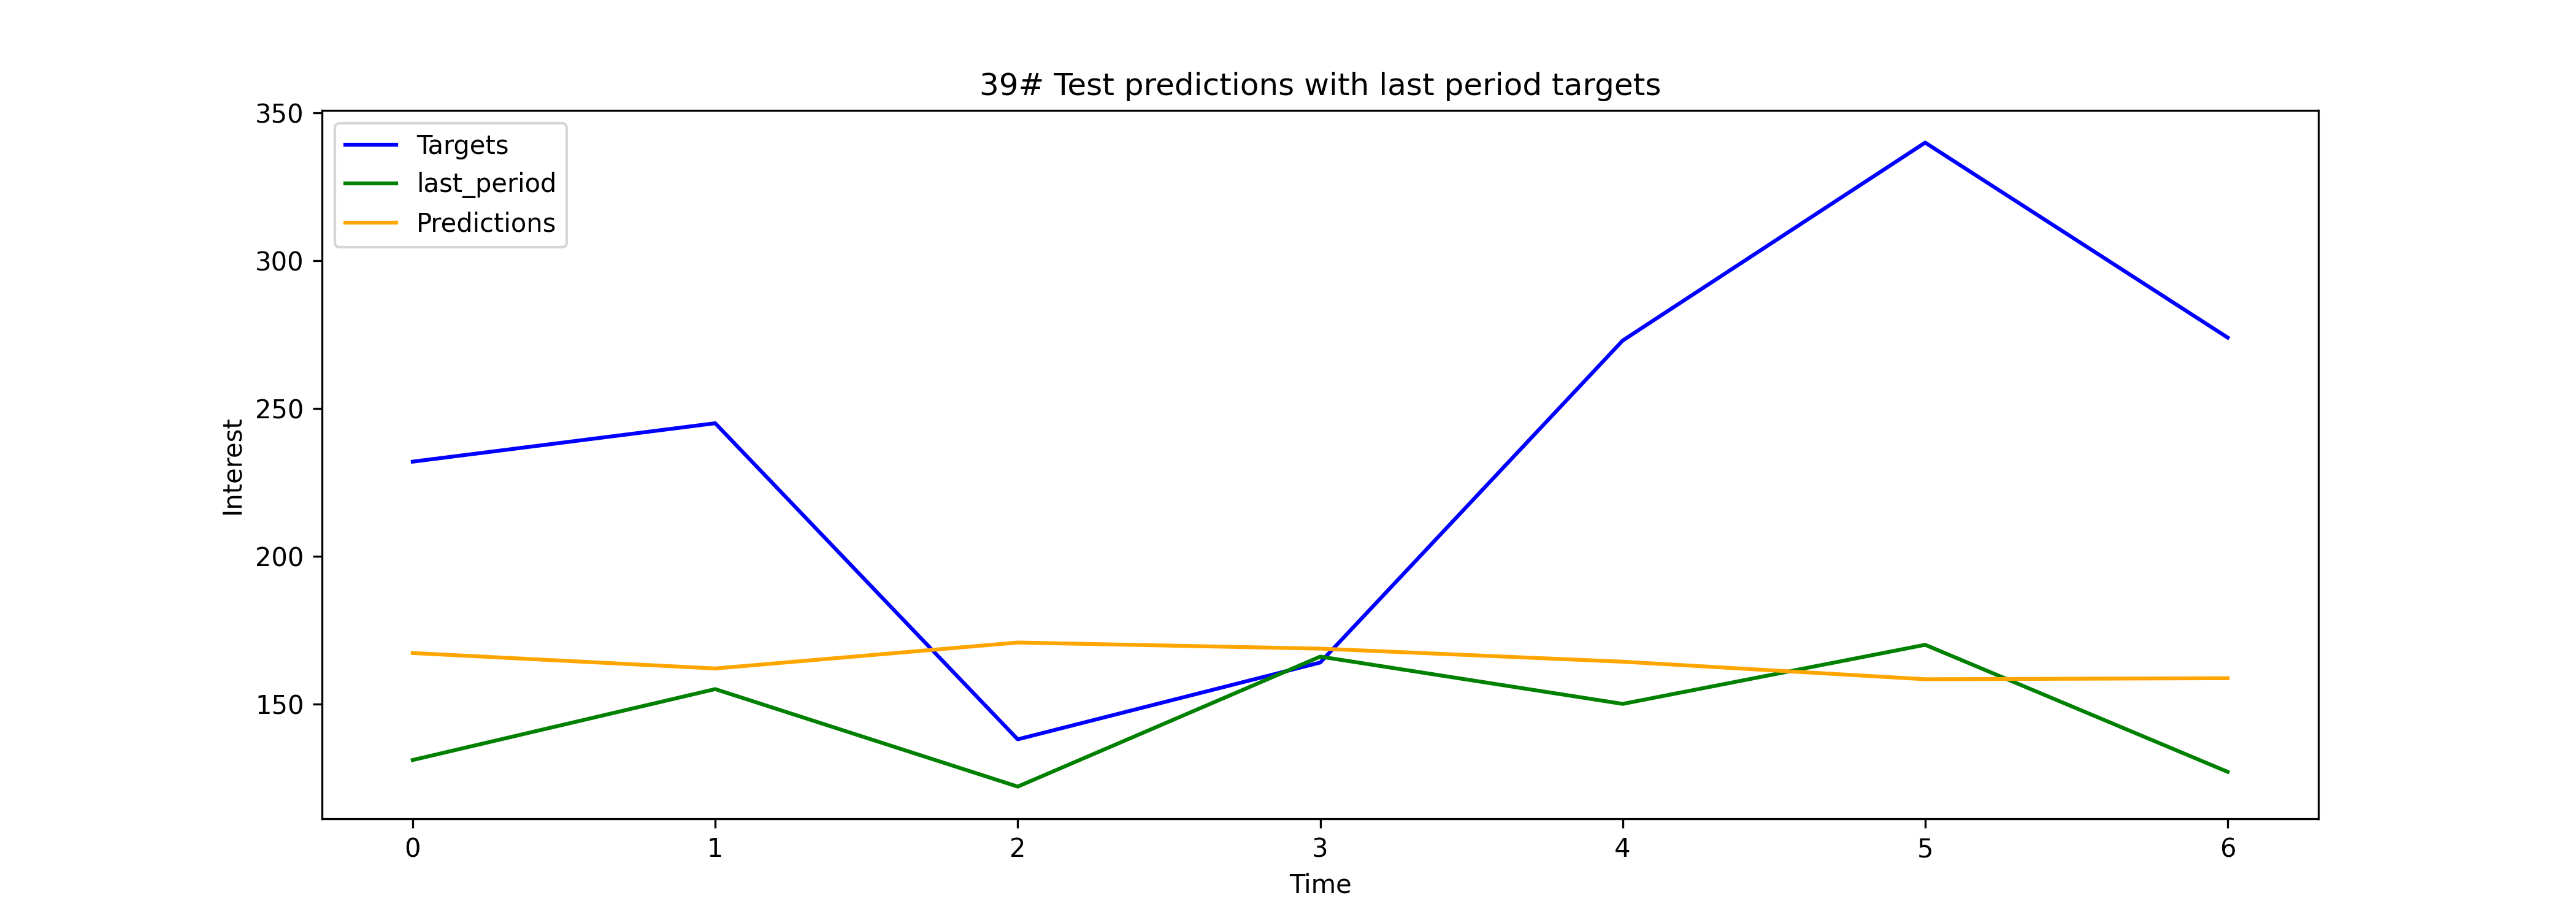 39# Test predictions with last period targets
350
300
250
200
150
Interest
Targets
last_period
Predictions
0 1 2 3 4 5 6
Time